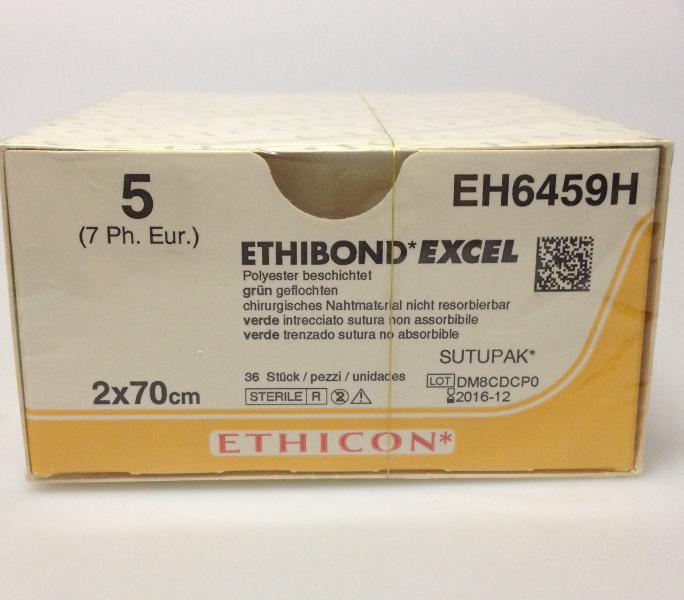 5
(7 Ph. Eur.)
EH6459H
ETHIBOND*EXCEL
Polyester beschichtet
grün geflochten
chirurgisches Nahtmaterial nicht resorbierbar
verde intrecciato sutura non assorbibile
verde trenzado sutura no absorbible
SUTUPAK*
36 Stück / pezzi / unidades
LOT DM8CDCP0
2x70cm
STERILE R 2
2016-12
ETHICON*